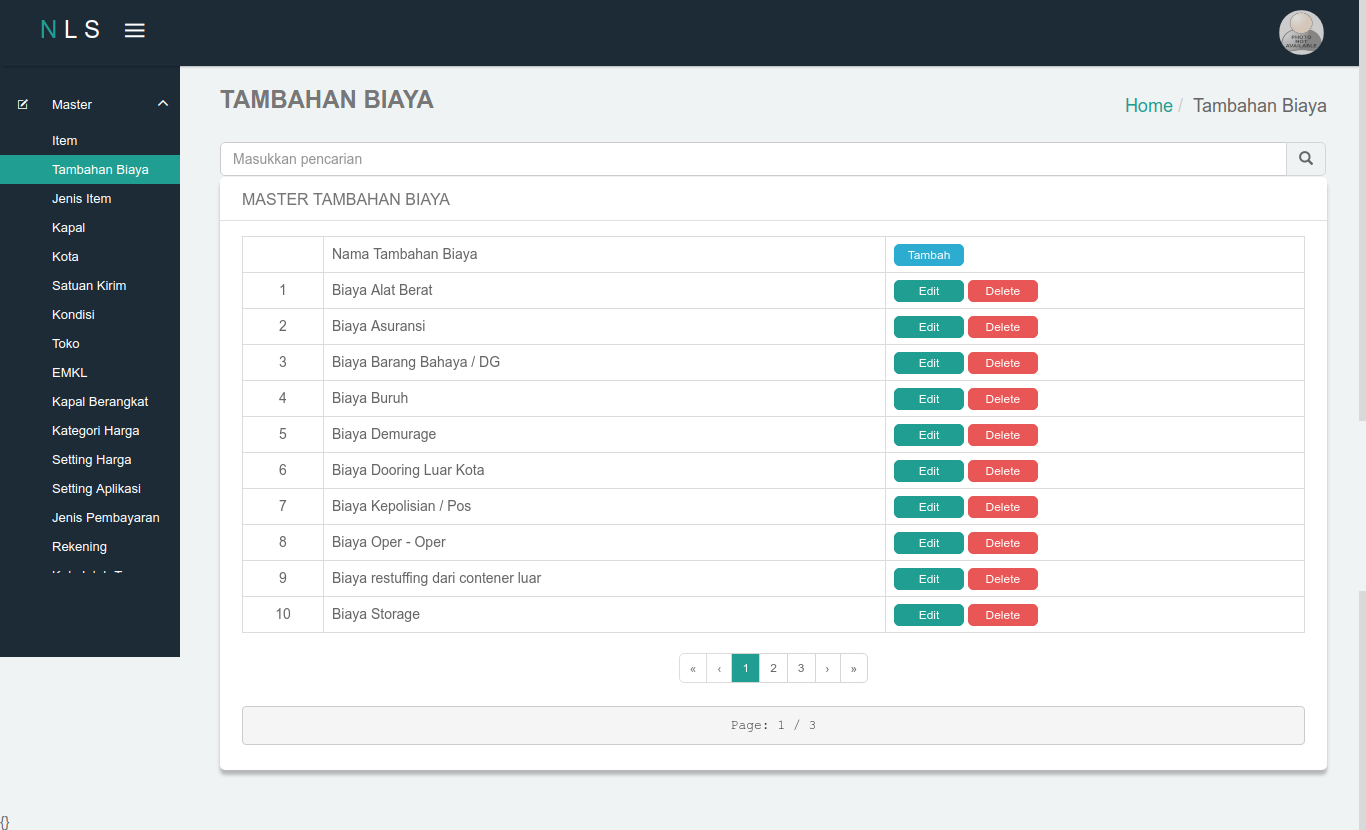 NLS
PHOTO NOT AVAILABLE
Master
Item
Tambahan Biaya
Jenis Item
Kapal
Kota
Satuan Kirim
Kondisi
Toko
EMKL
Kapal Berangkat
Kategori Harga
Setting Harga
Setting Aplikasi
Jenis Pembayaran
Rekening
TAMBAHAN BIAYA
Home / Tambahan Biaya
Masukkan pencarian
MASTER TAMBAHAN BIAYA
Nama Tambahan Biaya Tambah
1 Biaya Alat Berat Edit Delete
2 Biaya Asuransi Edit Delete
3 Biaya Barang Bahaya / DG Edit Delete
4 Biaya Buruh Edit Delete
5 Biaya Demurage Edit Delete
6 Biaya Dooring Luar Kota Edit Delete
7 Biaya Kepolisian / Pos Edit Delete
8 Biaya Oper - Oper Edit Delete
9 Biaya restuffing dari contener luar Edit Delete
10 Biaya Storage Edit Delete
« ‹ 1 2 3 › »
Page: 1 / 3
{}